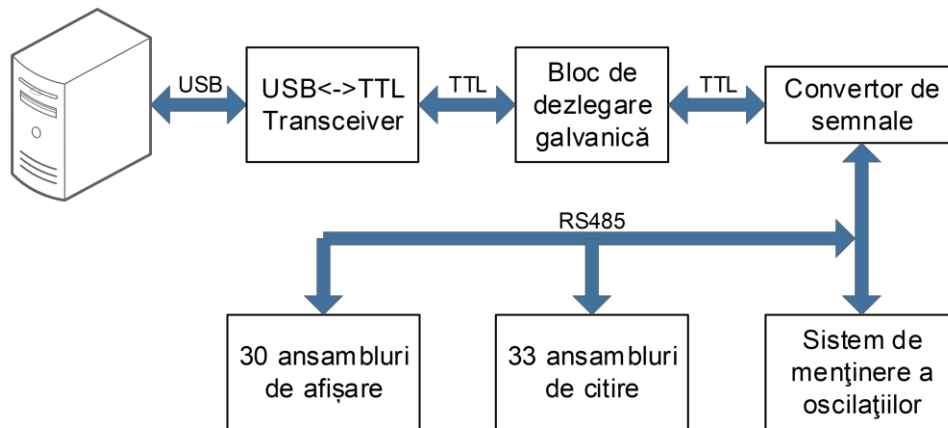 USB
USB<->TTL
Transceiver
TTL
Bloc de
dezlegare
galvanică
TTL
Convertor de
semnale
RS485
30 ansambluri
de afișare
33 ansambluri
de citire
Sistem de
menţinere a
oscilaţiilor